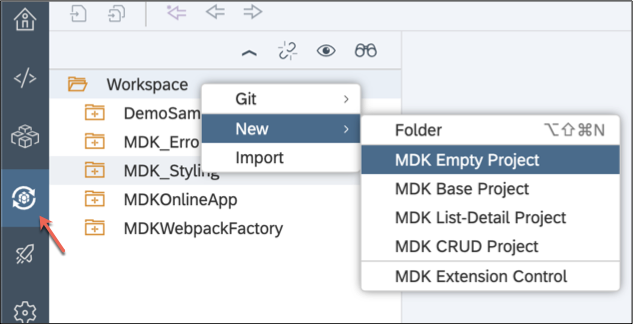 Workspace
DemoSam
MDK_Erro
MDK_Styling
MDKOnlineApp
MDKWebpackFactory
Git
New
Import
Folder ⌥⇧⌘N
MDK Empty Project
MDK Base Project
MDK List-Detail Project
MDK CRUD Project
MDK Extension Control